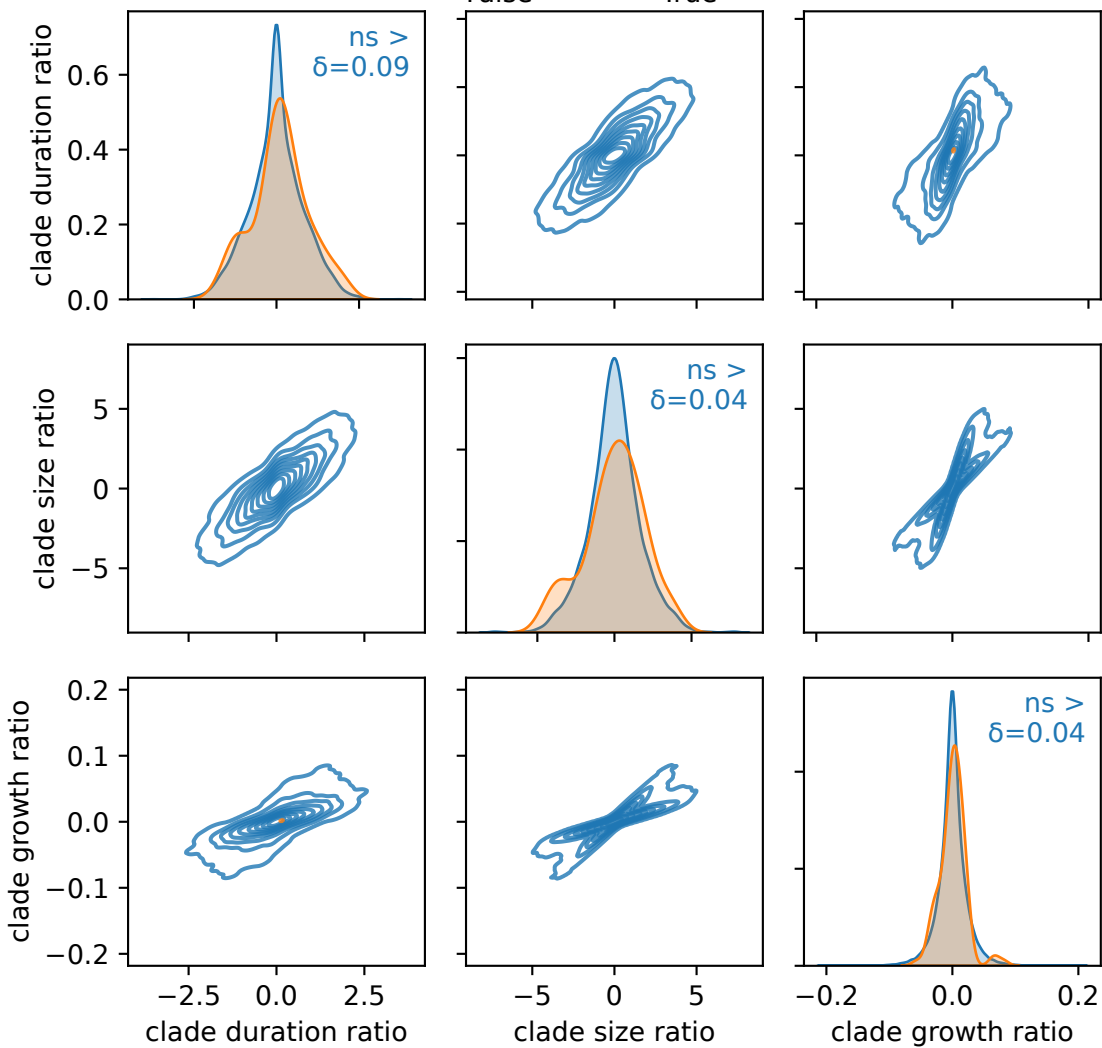 clade duration ratio
0.6
0.4
0.2
0.0
ns >
δ=0.09
clade size ratio
5
0
−5
ns >
δ=0.04
clade growth ratio
0.2
0.1
0.0
−0.1
−0.2
ns >
δ=0.04
−2.5 0.0 2.5
−5 0 5
−0.2 0.0 0.2
clade duration ratio
clade size ratio
clade growth ratio